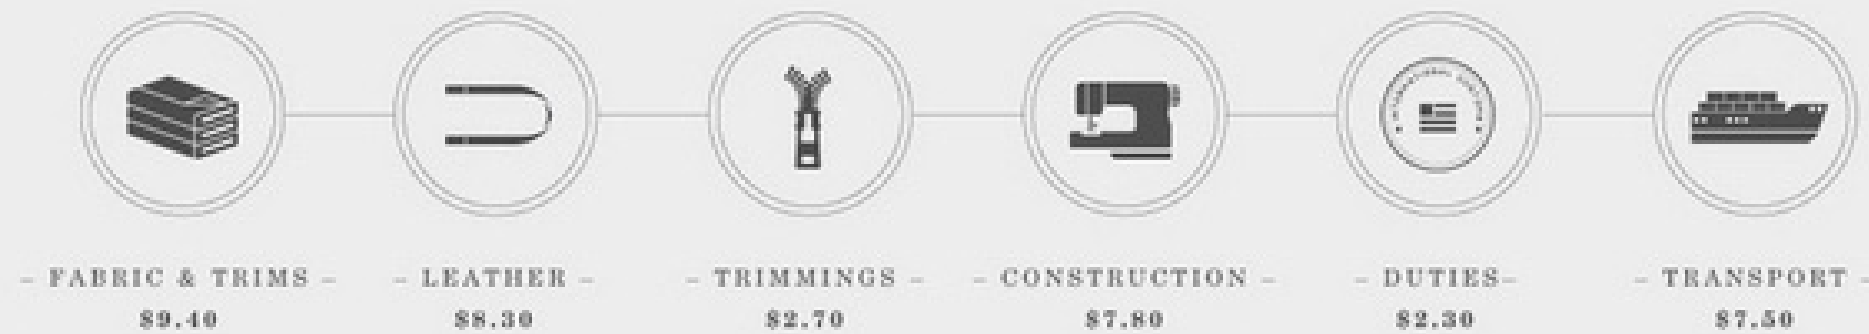 – FABRIC & TRIMS – – LEATHER – – TRIMMINGS – – CONSTRUCTION – – DUTIES– – TRANSPORT –
$9.40 $8.30 $2.70 $7.80 $2.30 $7.50